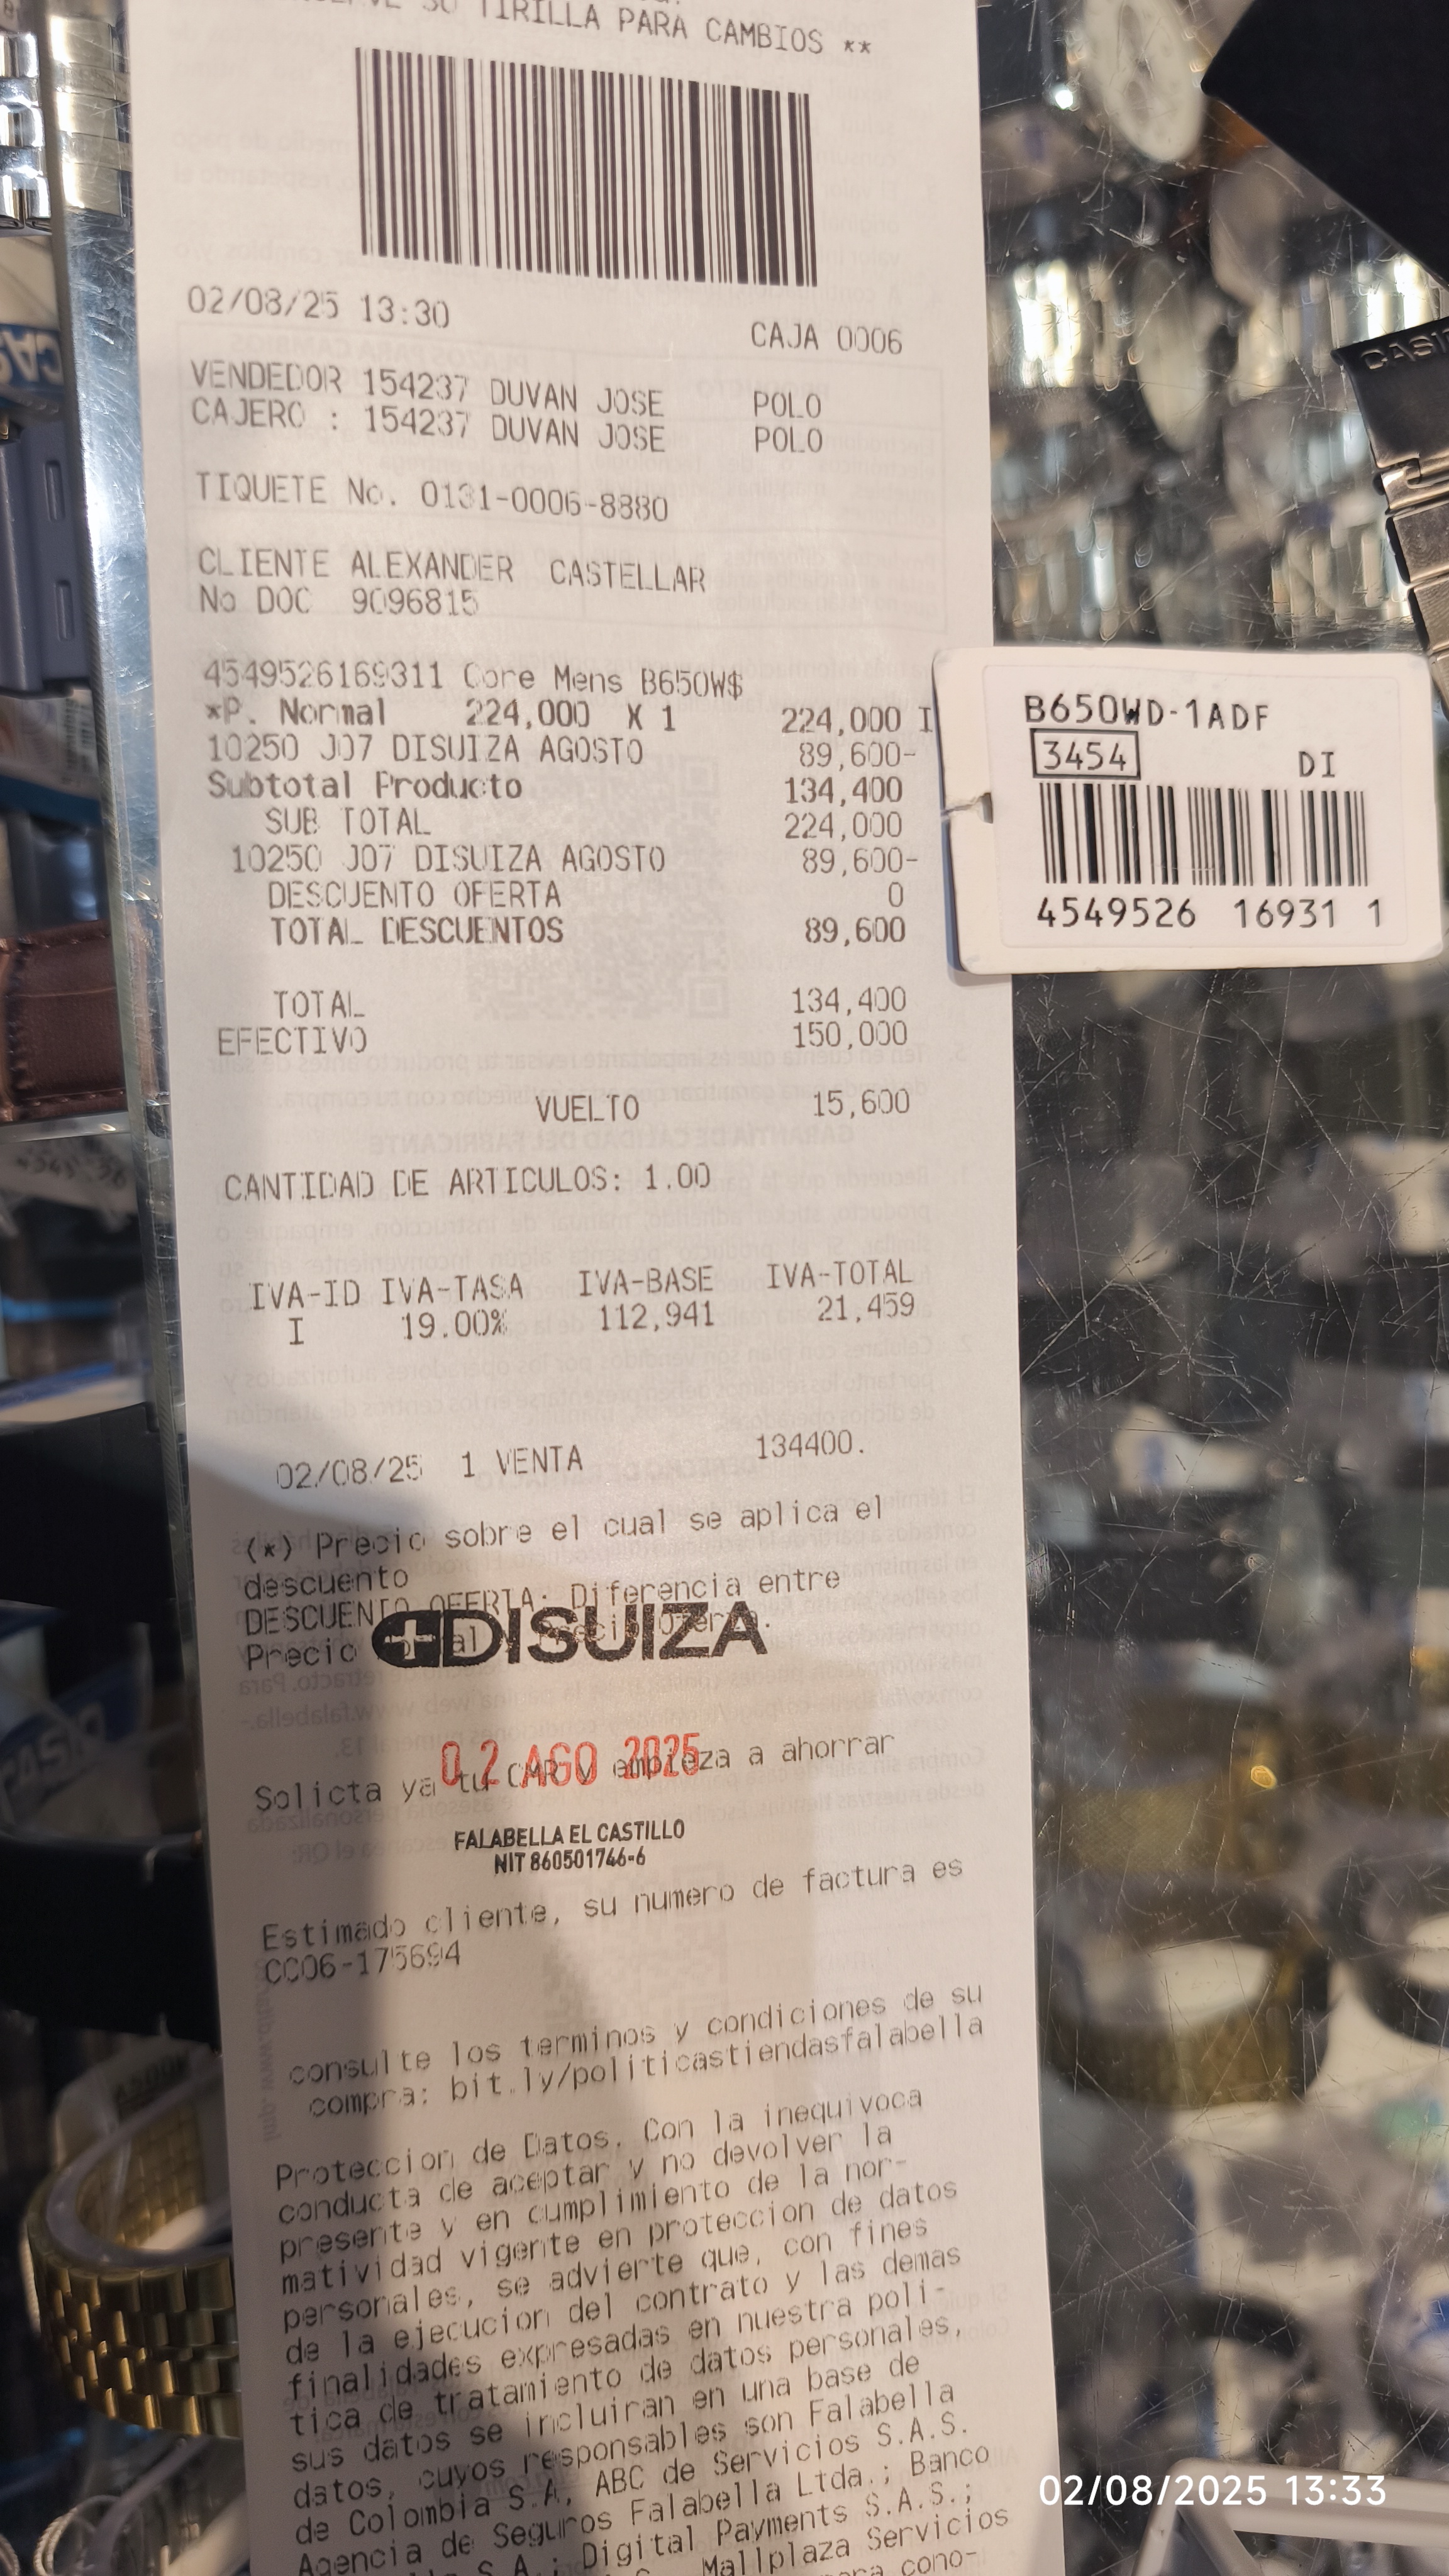 SU TIRILLA PARA CAMBIOS **
02/08/25 13:30 CAJA 0006
VENDEDOR 154237 DUVAN JOSE POLO
CAJERO : 154237 DUVAN JOSE POLO
TIQUETE No. 0131-0006-8880
CLIENTE ALEXANDER CASTELLAR
No DOC 9096815
4549526169311 Core Mens B650W$
*P. Normal 224,000 X 1 224,000 I
10250 J07 DISUIZA AGOSTO 89,600-
Subtotal Producto 134,400
SUB TOTAL 224,000
10250 J07 DISUIZA AGOSTO 89,600-
DESCUENTO OFERTA 0
TOTAL DESCUENTOS 89,600
TOTAL 134,400
EFECTIVO 150,000
VUELTO 15,600
CANTIDAD DE ARTICULOS: 1.00
IVA-ID IVA-TASA IVA-BASE IVA-TOTAL
I 19.00% 112,941 21,459
02/08/25 1 VENTA 134400.
(*) Precio sobre el cual se aplica el
descuento
DESCUENTO OFERTA: Diferencia entre
Precio
DISUIZA
02 AGO 2025
Solicta ya tu CMR y empieza a ahorrar
FALABELLA EL CASTILLO
NIT 860501746-6
Estimado cliente, su numero de factura es
CC06-175694
consulte los terminos y condiciones de su
compra: bit.ly/politicastiendasfalabella
Proteccion de Datos. Con la inequivoca
conducta de aceptar y no devolver la
presente y en cumplimiento de la nor-
matividad vigente en proteccion de datos
personales, se advierte que, con fines
de la ejecucion del contrato y las demas
finalidades expresadas en nuestra poli-
tica de tratamiento de datos personales,
sus datos se incluiran en una base de
datos, cuyos responsables son Falabella
de Colombia S.A, ABC de Servicios S.A.S.
Agencia de Seguros Falabella Ltda.; Banco
S.A.; Digital Payments S.A.S.;
Mallplaza Servicios
cono-
B650WD-1ADF
3454 DI
4549526 16931 1
CASIO
02/08/2025 13:33